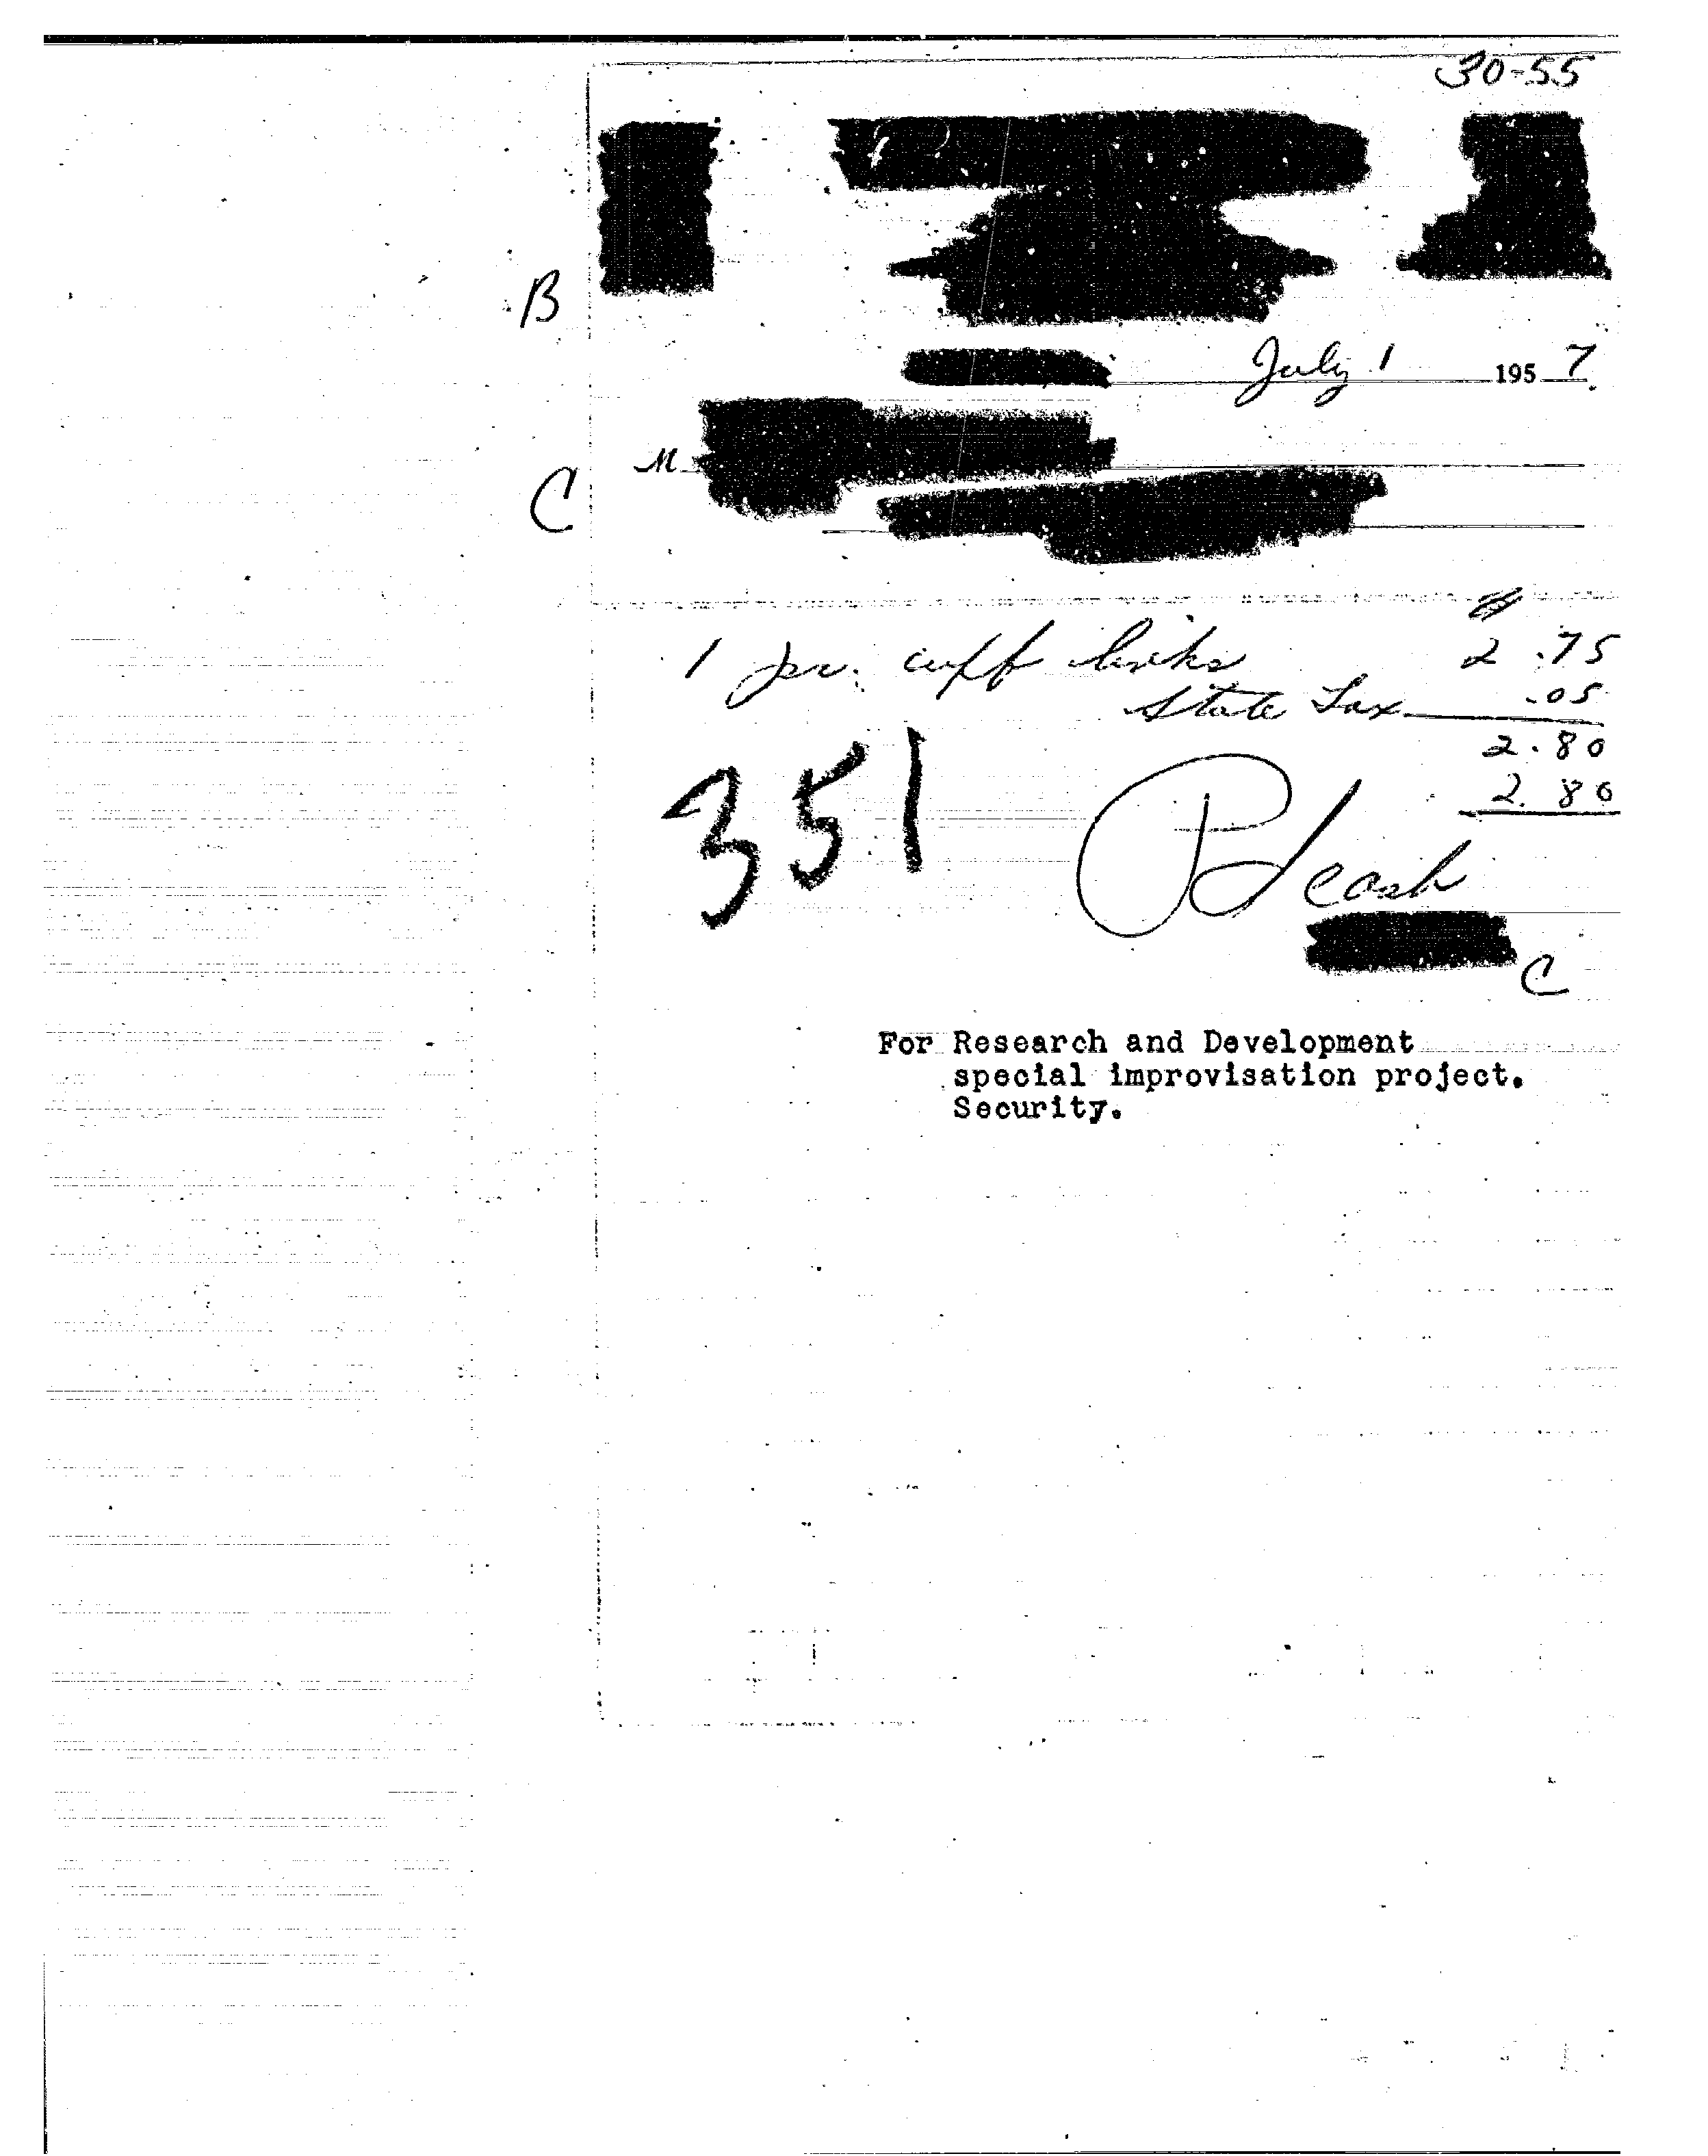 30-55
B
July 1 1957
M
C
1 pr. cuff links 2.75
State Tax .05
2.80
2.80
351
Pd cash
C
For Research and Development
special improvisation project.
Security.